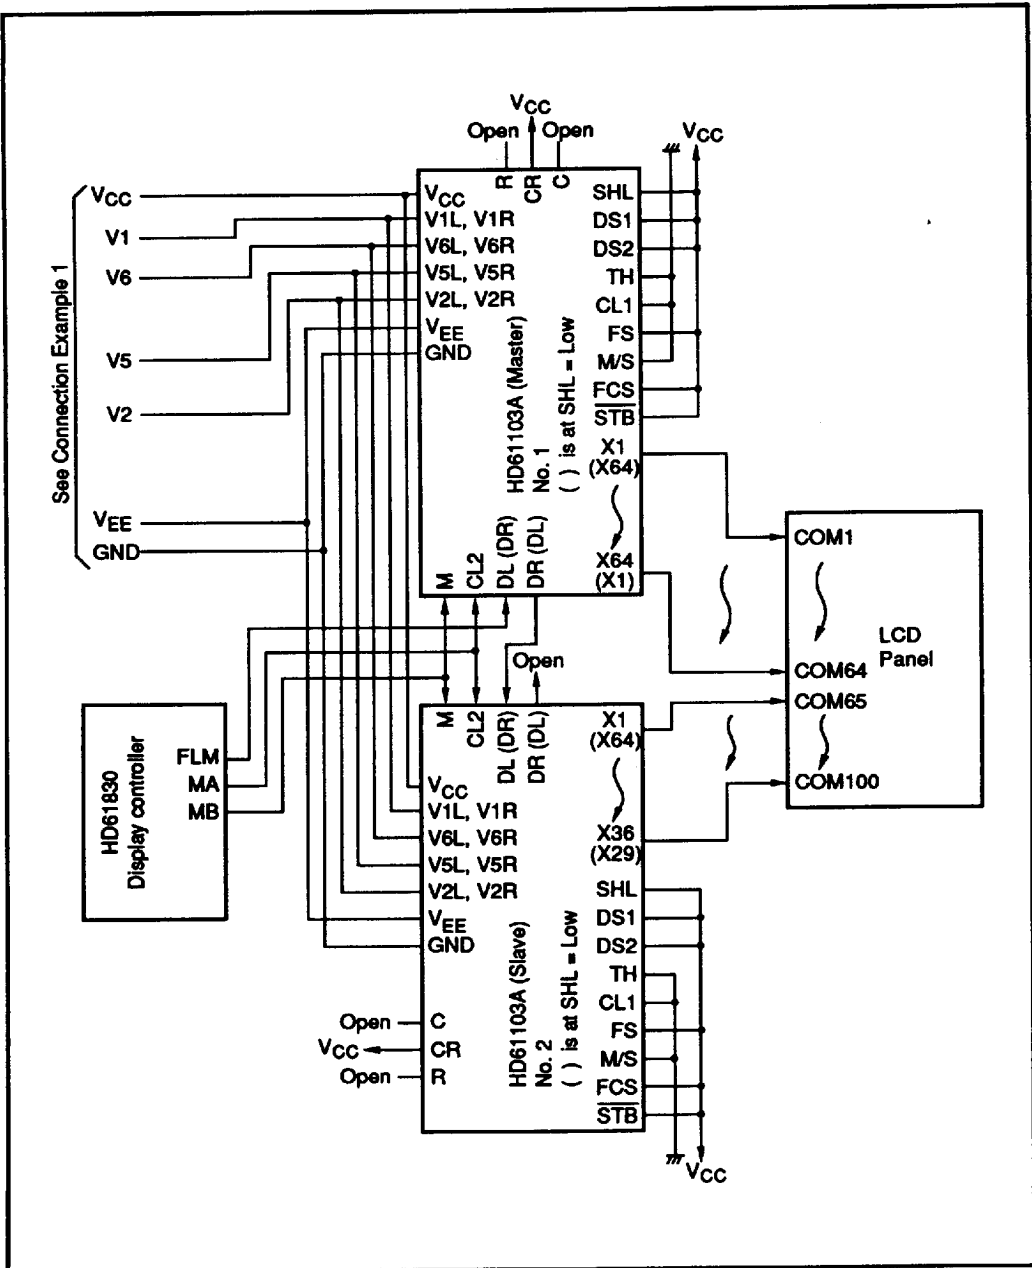 VCC
Open Open
VCC
See Connection Example 1
VCC
V1
V6
V5
V2
VEE
GND
R
CR
C
VCC
V1L, V1R
V6L, V6R
V5L, V5R
V2L, V2R
VEE
GND
HD61103A (Master)
No. 1
( ) is at SHL = Low
SHL
DS1
DS2
TH
CL1
FS
M/S
FCS
STB
X1
(X64)
X64
(X1)
M
CL2
DL (DR)
DR (DL)
Open
COM1
COM64
COM65
COM100
LCD
Panel
HD61830
Display controller
FLM
MA
MB
M
CL2
DL (DR)
DR (DL)
X1
(X64)
X36
(X29)
VCC
V1L, V1R
V6L, V6R
V5L, V5R
V2L, V2R
VEE
GND
HD61103A (Slave)
No. 2
( ) is at SHL = Low
SHL
DS1
DS2
TH
CL1
FS
M/S
FCS
STB
Open
C
VCC
CR
Open
R
VCC